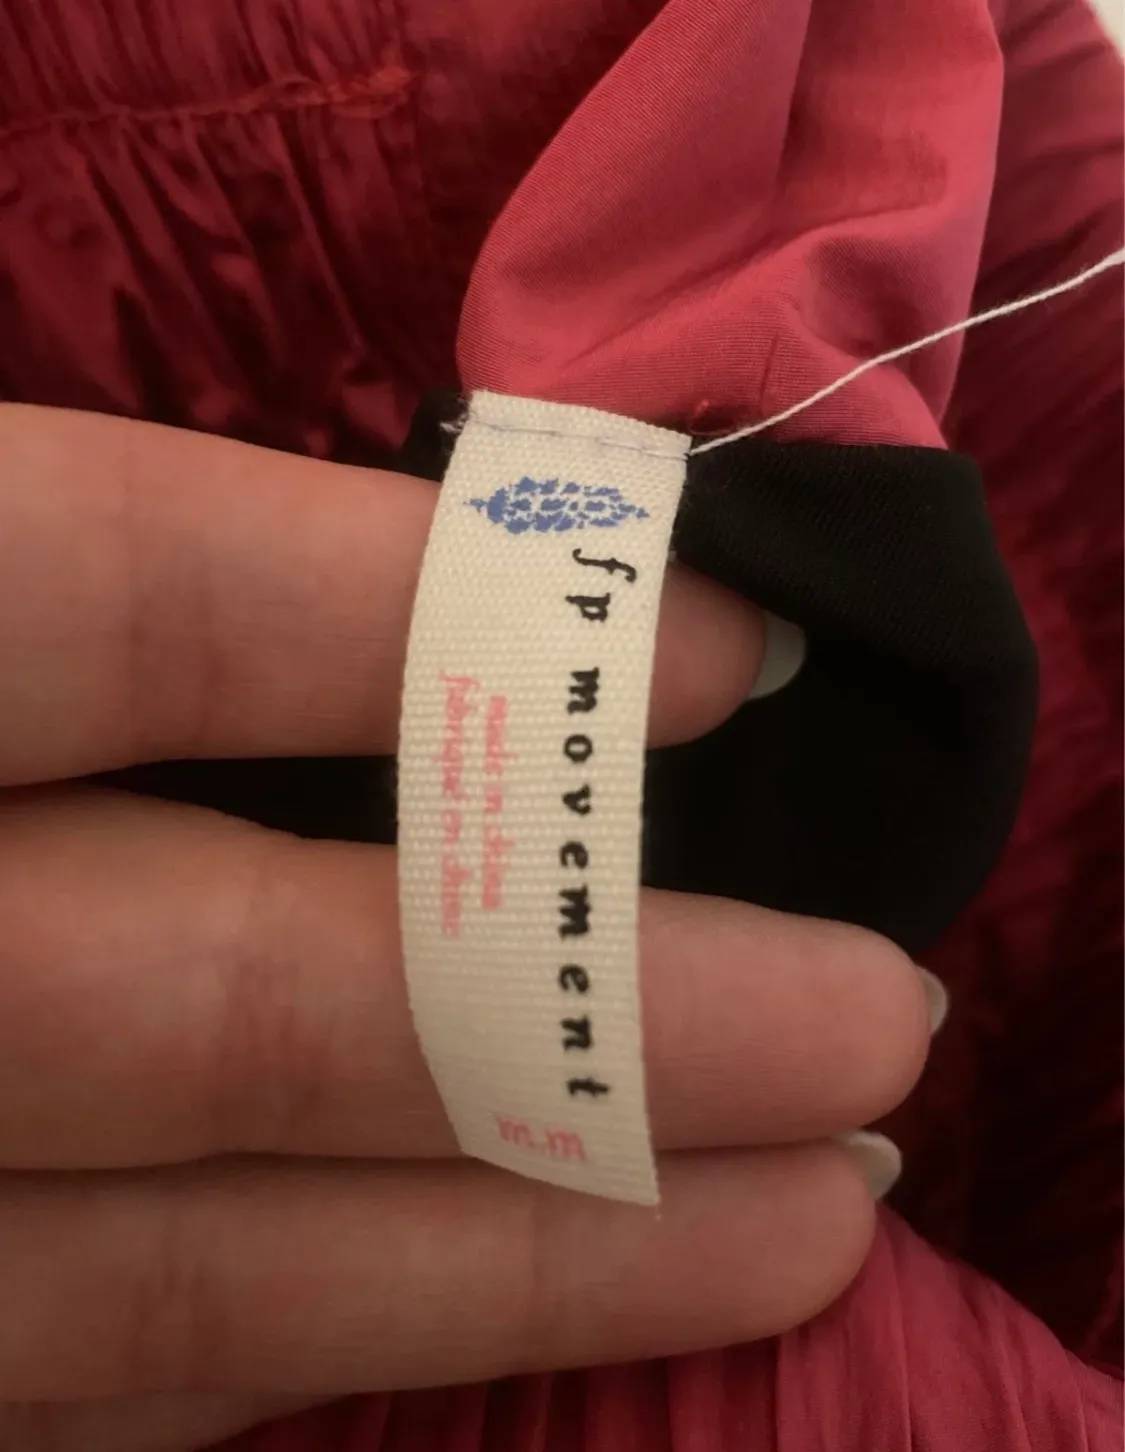 fp movement
made in china
fabriqué en chine
m.m